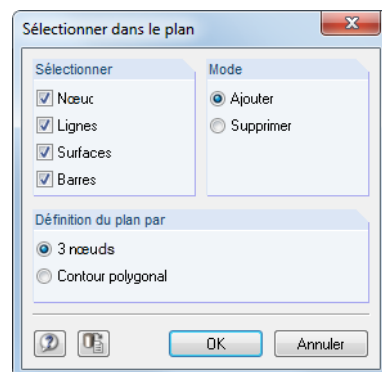 Sélectionner dans le plan
Sélectionner
Nœuc
Lignes
Surfaces
Barres
Mode
Ajouter
Supprimer
Définition du plan par
3 nœuds
Contour polygonal
OK
Annuler